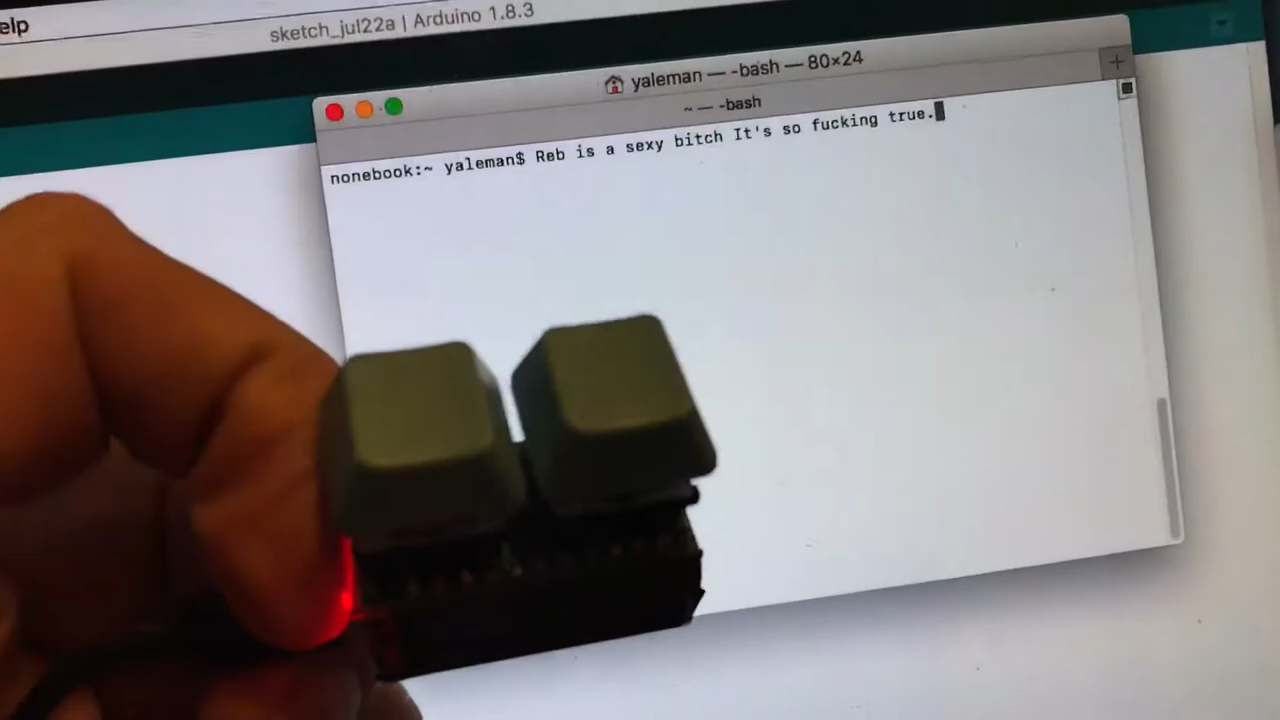 elp
sketch_jul22a | Arduino 1.8.3
yaleman — -bash — 80×24
~ — -bash
nonebook:~ yaleman$ Reb is a sexy bitch It's so fucking true.